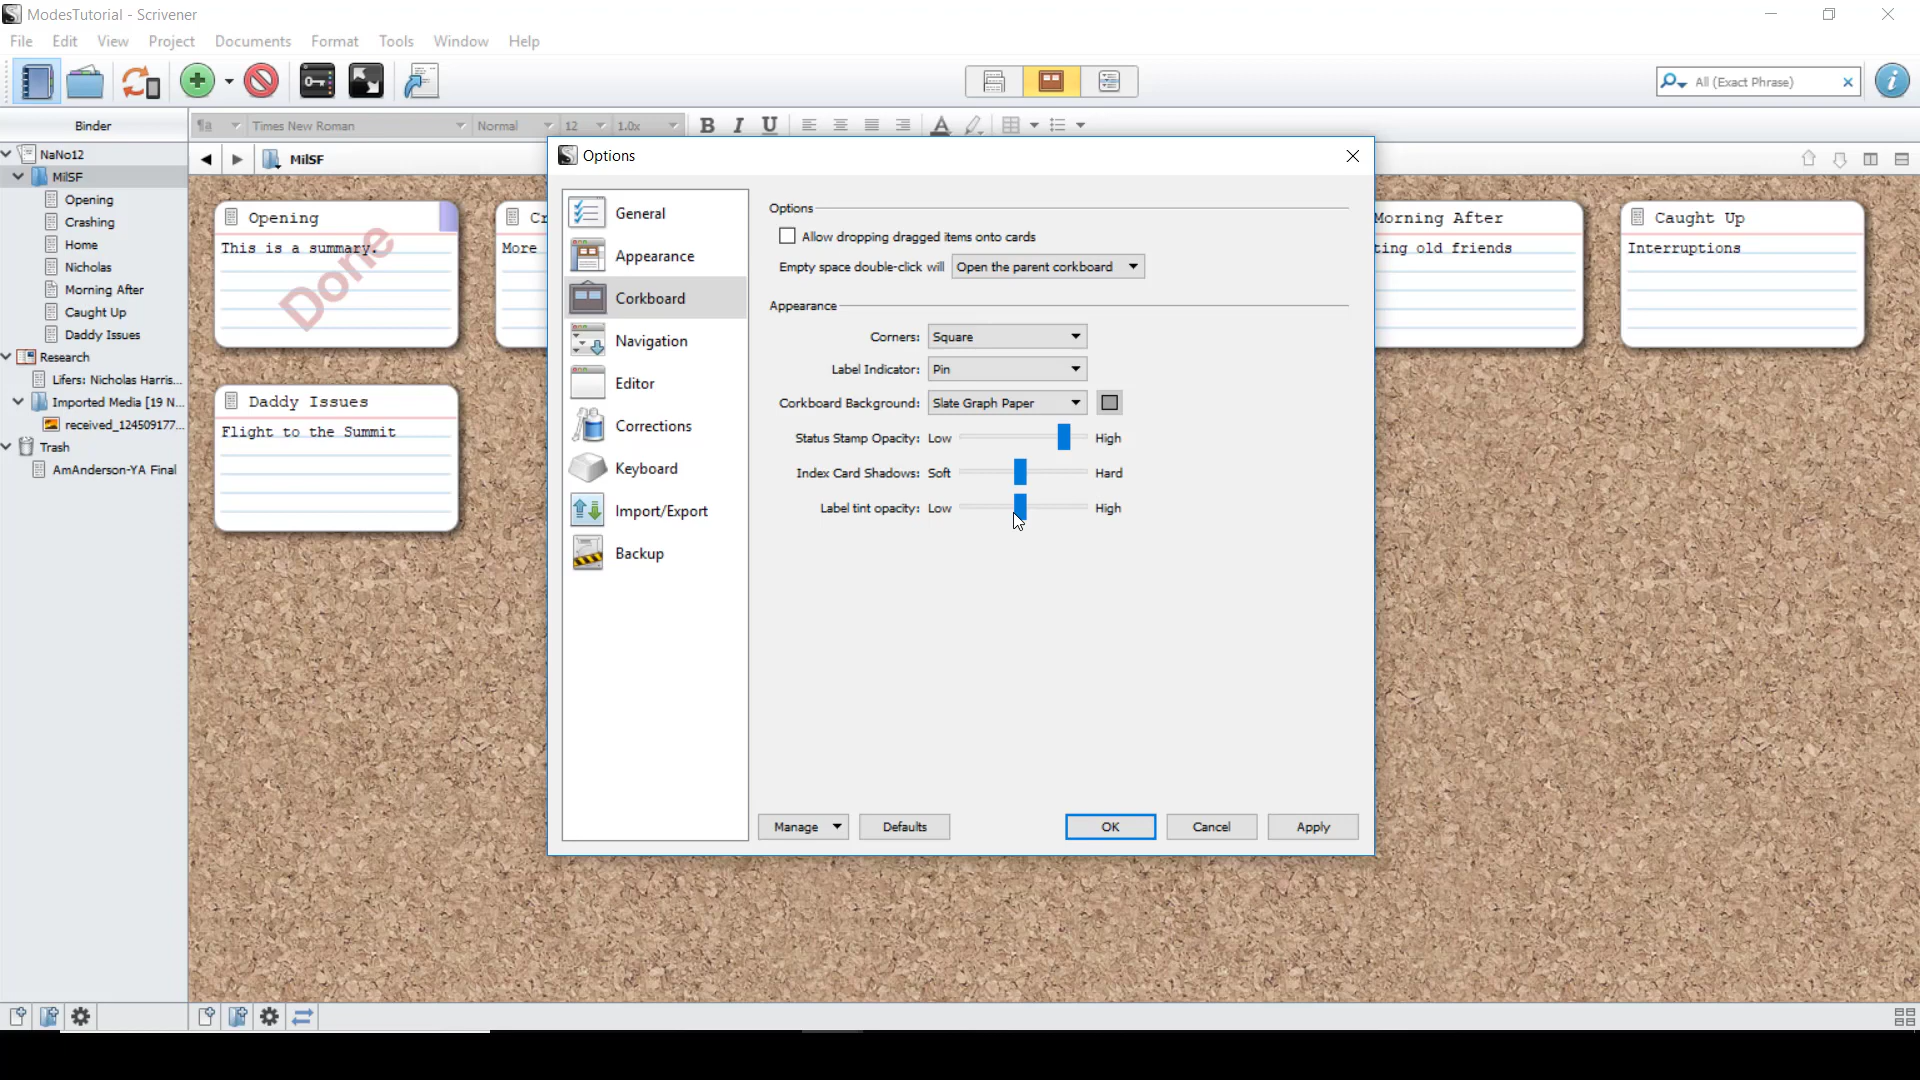 ModesTutorial - Scrivener
File Edit View Project Documents Format Tools Window Help
All (Exact Phrase)
Binder
Times New Roman Normal 12 1.0x B I U A
NaNo12
MilSF
Opening
Crashing
Home
Nicholas
Morning After
Caught Up
Daddy Issues
Research
Lifers: Nicholas Harris...
Imported Media [19 N...
received_124509177...
Trash
AmAnderson-YA Final
MilSF
Opening
This is a summary.
Done
Cr
More
Morning After
ting old friends
Caught Up
Interruptions
Daddy Issues
Flight to the Summit
Options
General
Appearance
Corkboard
Navigation
Editor
Corrections
Keyboard
Import/Export
Backup
Options
Allow dropping dragged items onto cards
Empty space double-click will Open the parent corkboard
Appearance
Corners: Square
Label Indicator: Pin
Corkboard Background: Slate Graph Paper
Status Stamp Opacity: Low High
Index Card Shadows: Soft Hard
Label tint opacity: Low High
Manage Defaults OK Cancel Apply